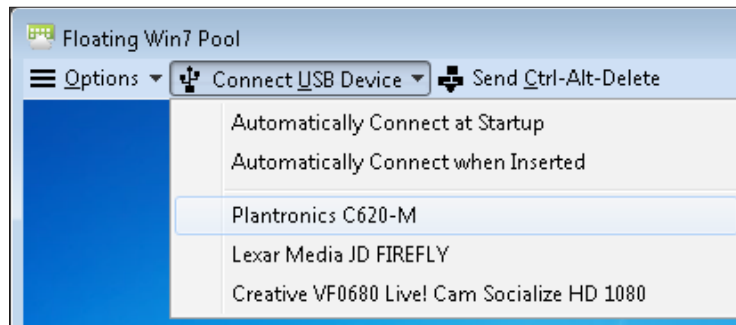 Floating Win7 Pool
Options Connect USB Device Send Ctrl-Alt-Delete
Automatically Connect at Startup
Automatically Connect when Inserted
Plantronics C620-M
Lexar Media JD FIREFLY
Creative VF0680 Live! Cam Socialize HD 1080